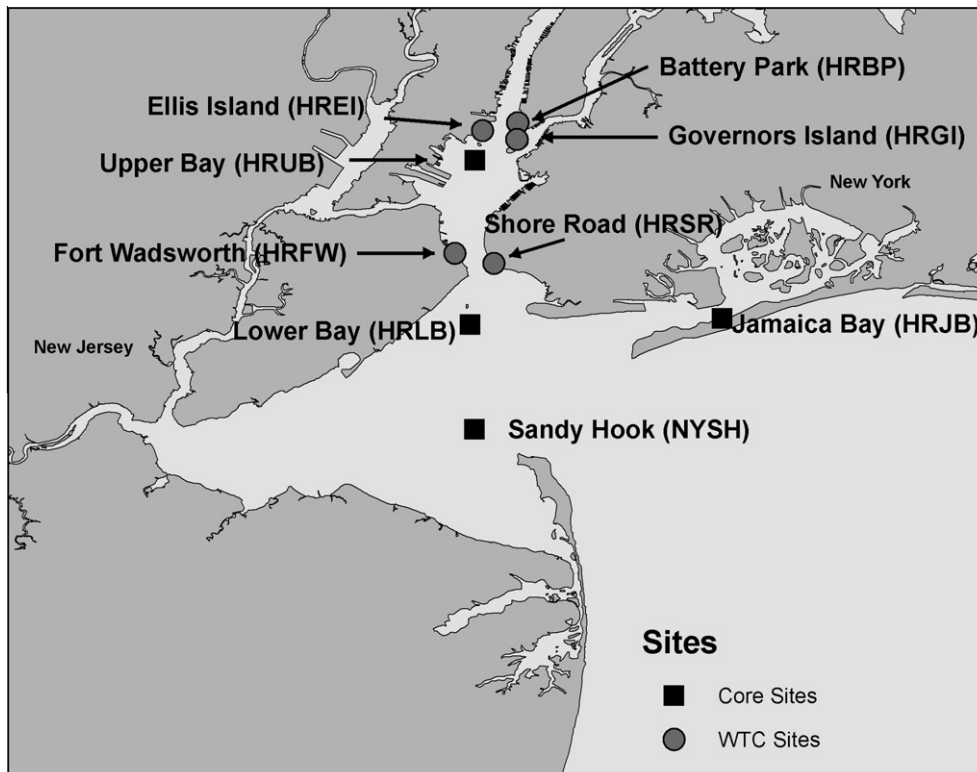 Battery Park (HRBP)
Ellis Island (HREI)
Governors Island (HRGI)
Upper Bay (HRUB)
New York
Shore Road (HRSR)
Fort Wadsworth (HRFW)
Lower Bay (HRLB)
Jamaica Bay (HRJB)
New Jersey
Sandy Hook (NYSH)
Sites
Core Sites
WTC Sites